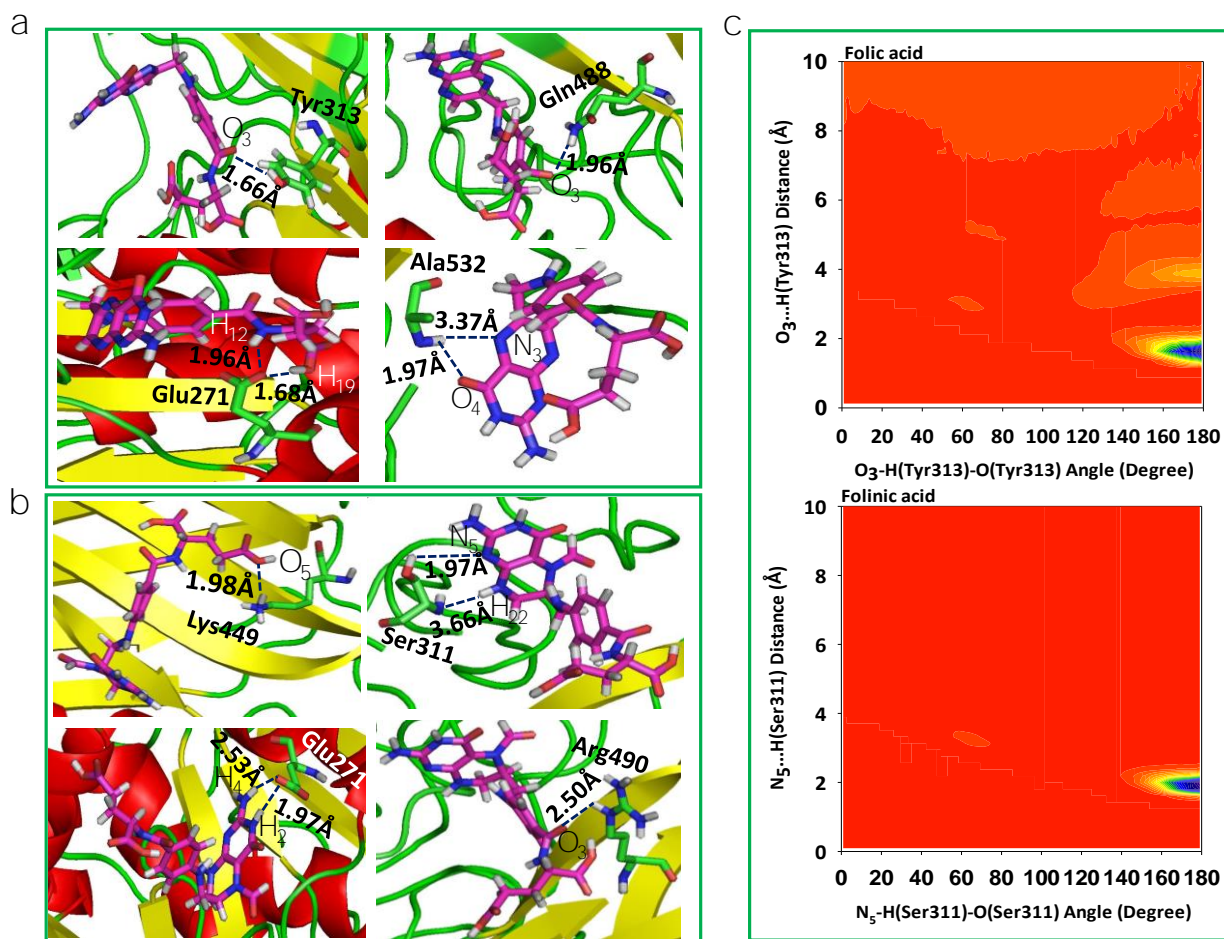 a
Tyr313
O3
1.66Å
Gln488
1.96Å
O3
H12
1.96Å
Glu271
1.68Å
H19
Ala532
3.37Å
N3
1.97Å
O4
b
O5
1.98Å
Lys449
N5
1.97Å
H22
3.66Å
Ser311
2.53Å
Glu271
H4
1.97Å
H2
Arg490
2.50Å
O3
c
Folic acid
10
8
6
4
2
0
O3...H(Tyr313) Distance (Å)
0 20 40 60 80 100 120 140 160 180
O3-H(Tyr313)-O(Tyr313) Angle (Degree)
Folinic acid
10
8
6
4
2
0
N5...H(Ser311) Distance (Å)
0 20 40 60 80 100 120 140 160 180
N5-H(Ser311)-O(Ser311) Angle (Degree)